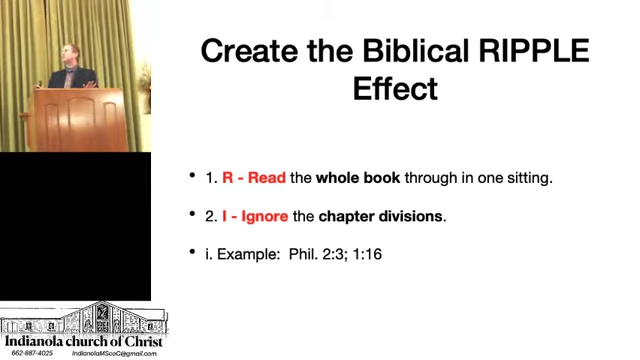 Create the Biblical RIPPLE
Effect
• 1. R - Read the whole book through in one sitting.
• 2. I - Ignore the chapter divisions.
• i. Example: Phil. 2:3; 1:16
Indianola church of Christ
662-887-4025 IndianolaMScoC@gmail.com